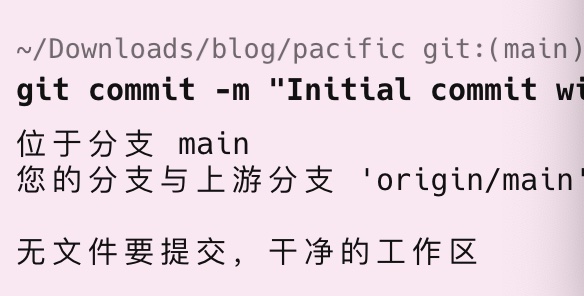 ~/Downloads/blog/pacific git:(main)
git commit -m "Initial commit wi
位于分支 main
您的分支与上游分支 'origin/main'
无文件要提交，干净的工作区